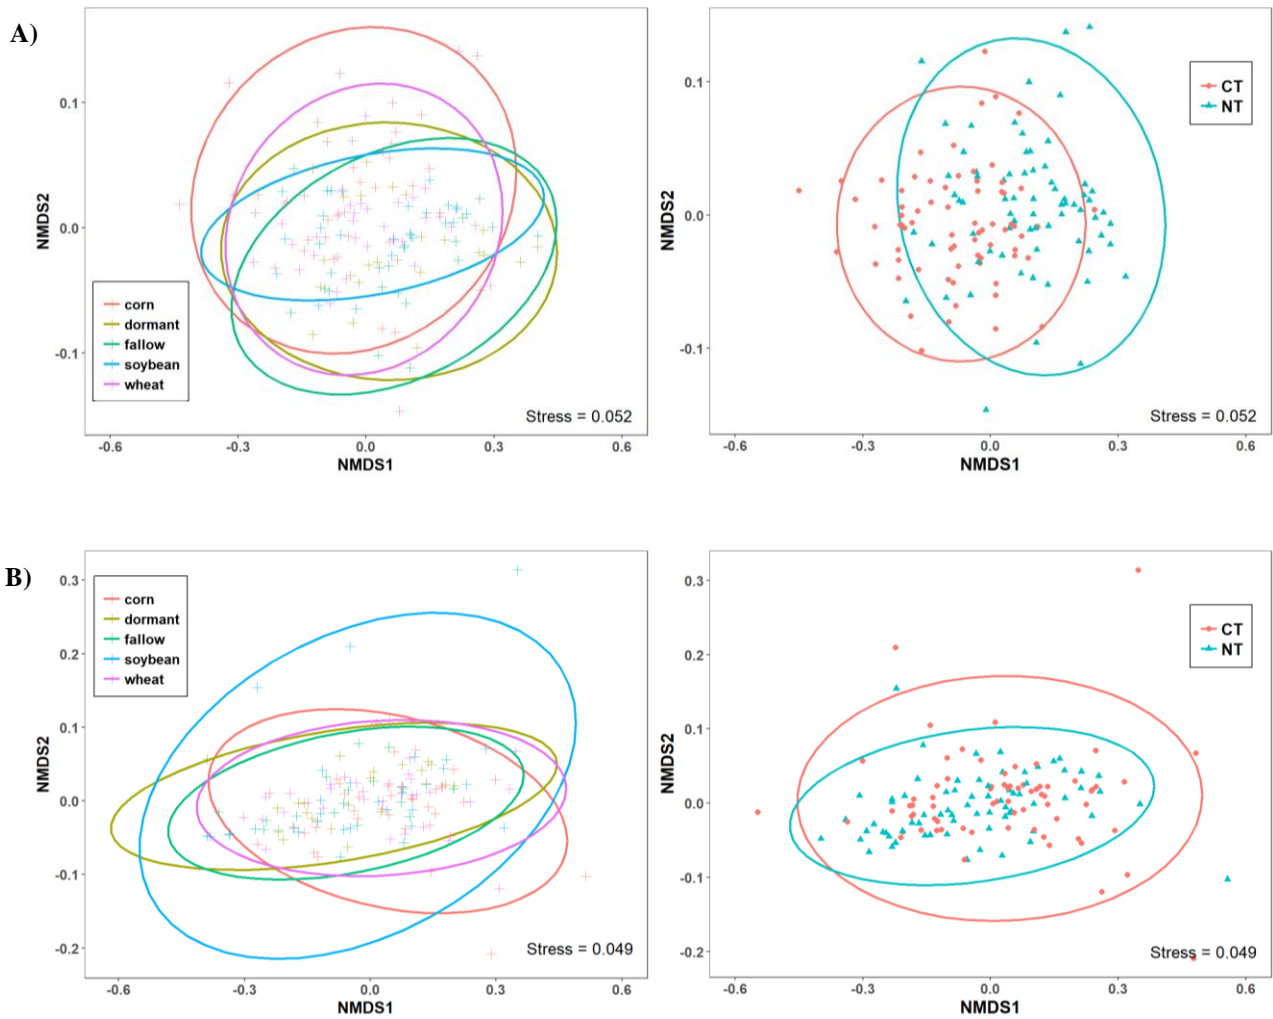 A)
NMDS2
0.1
0.0
-0.1
corn
dormant
fallow
soybean
wheat
Stress = 0.052
-0.6
-0.3
0.0
0.3
0.6
NMDS1
NMDS2
0.1
0.0
-0.1
CT
NT
Stress = 0.052
-0.6
-0.3
0.0
0.3
0.6
NMDS1
B)
NMDS2
0.3
0.2
0.1
0.0
-0.1
-0.2
corn
dormant
fallow
soybean
wheat
Stress = 0.049
-0.6
-0.3
0.0
0.3
0.6
NMDS1
NMDS2
0.3
0.2
0.1
0.0
-0.1
-0.2
CT
NT
Stress = 0.049
-0.6
-0.3
0.0
0.3
0.6
NMDS1